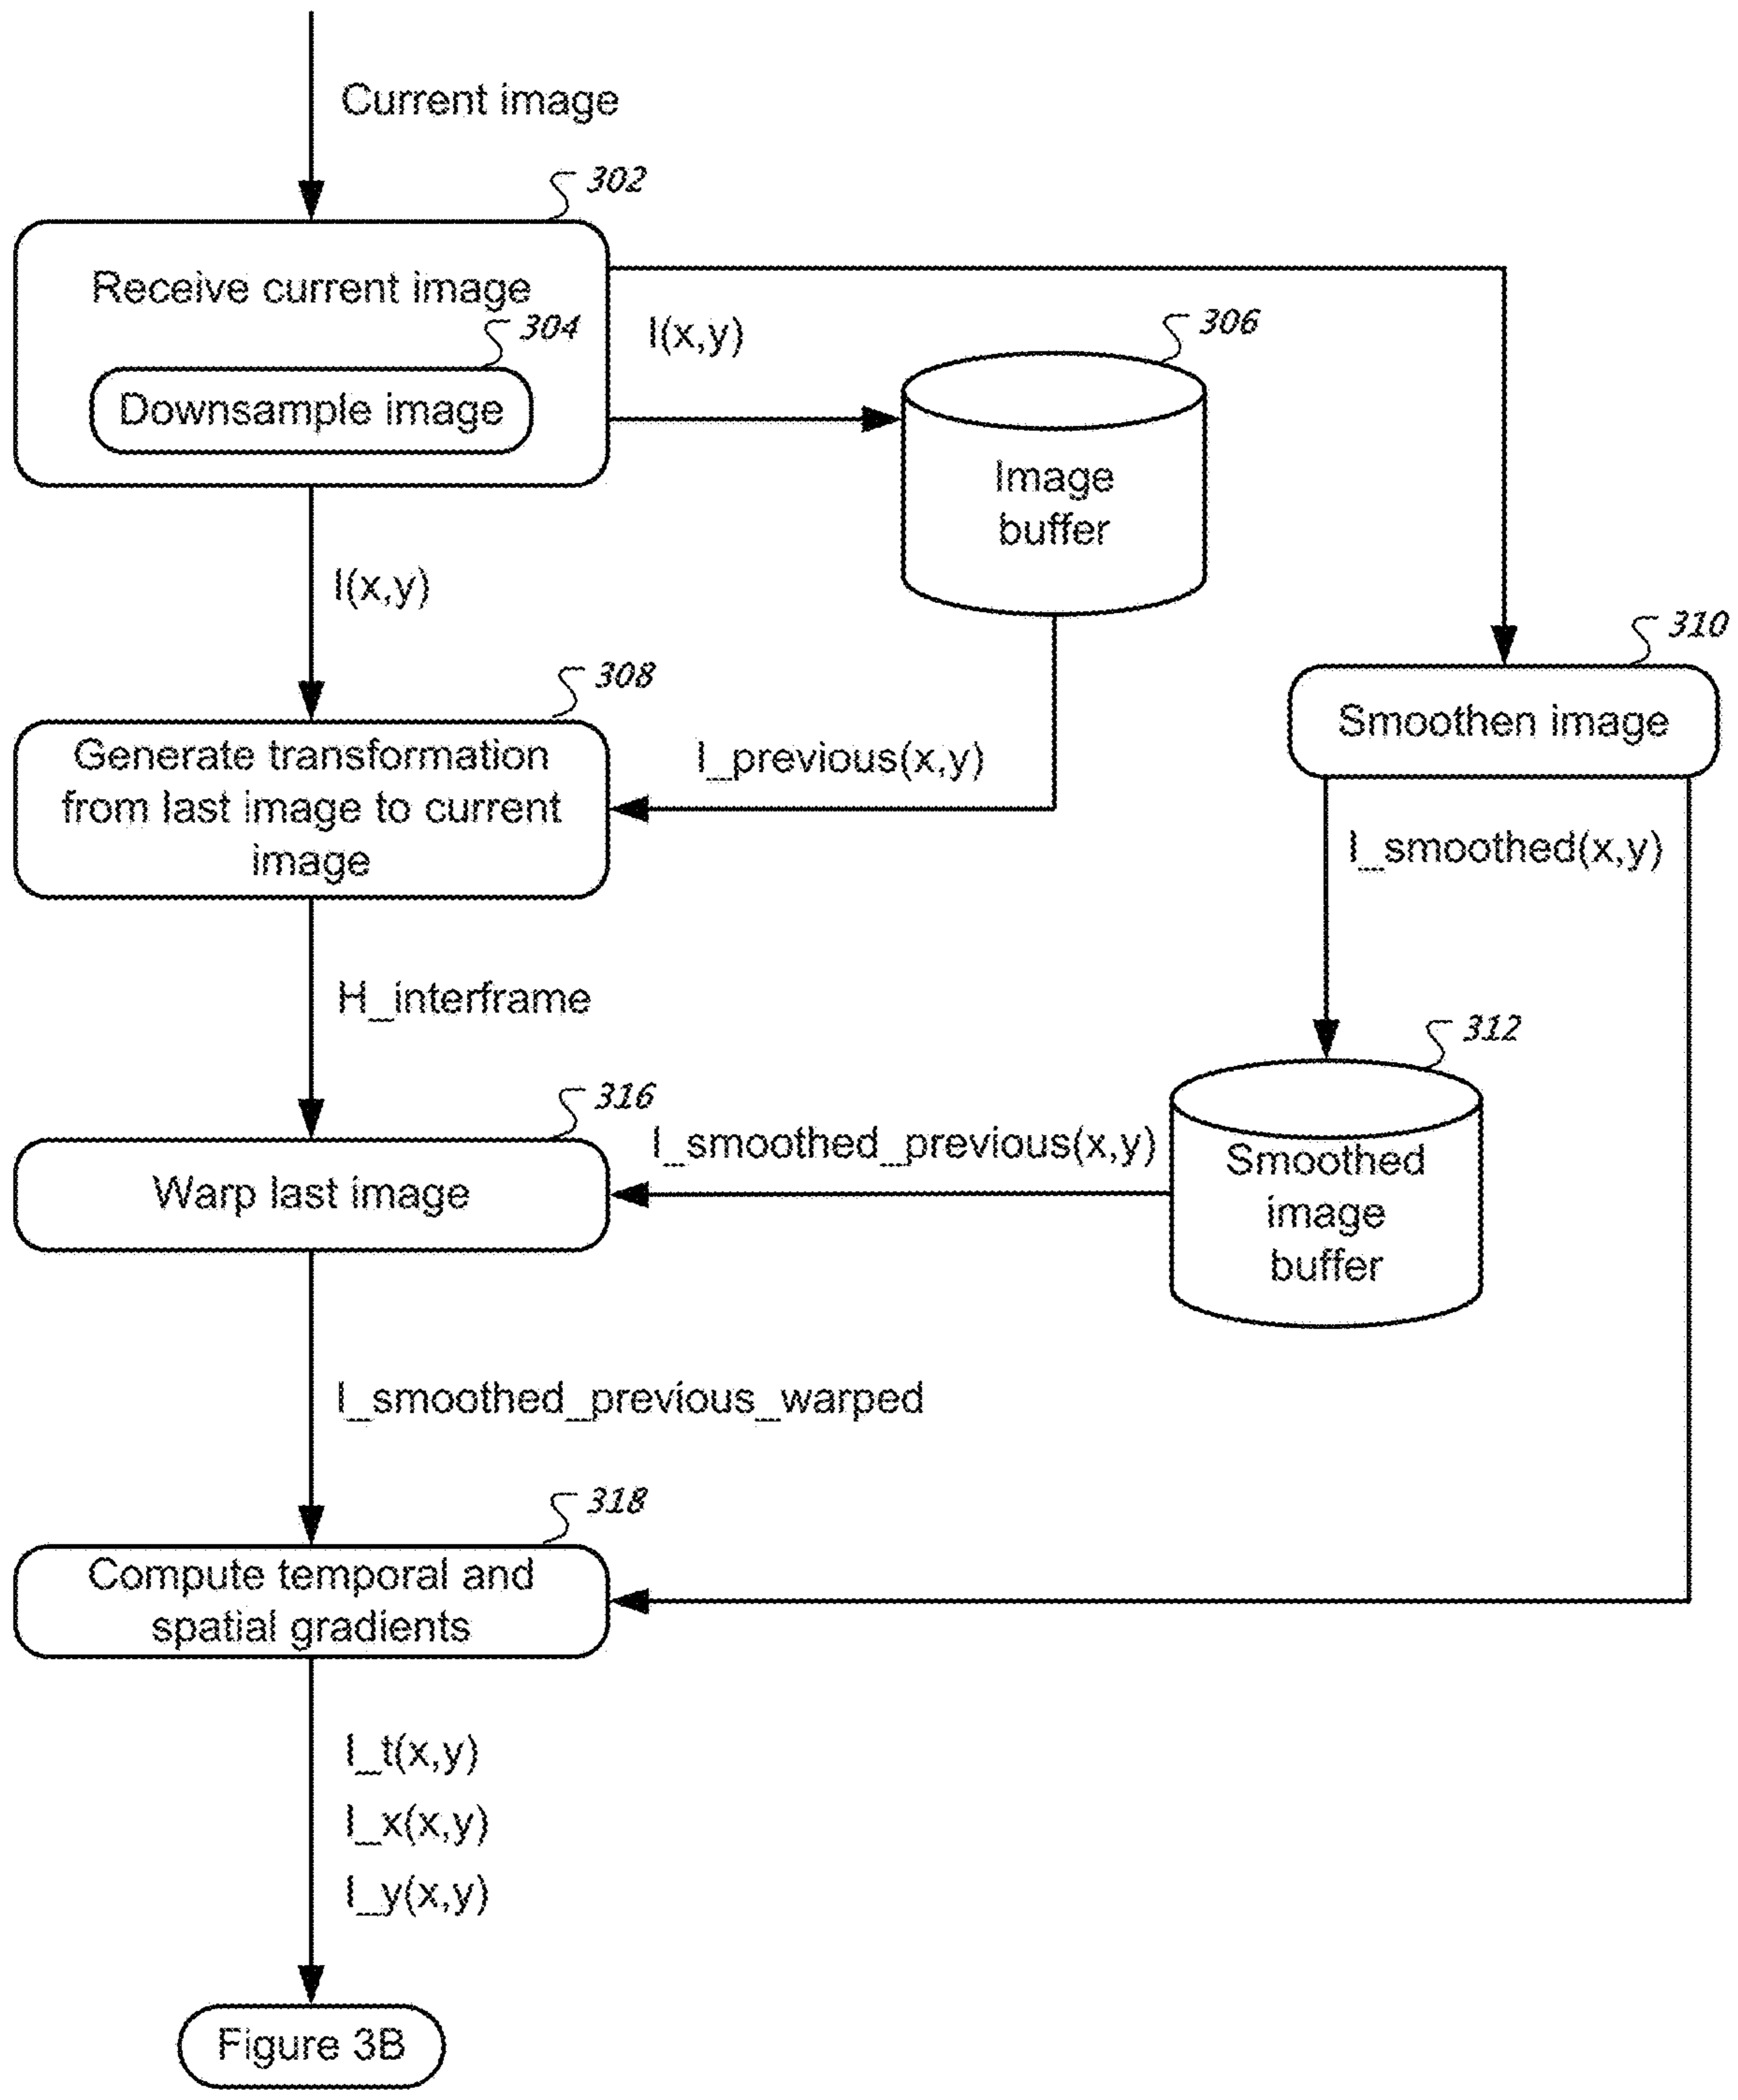 Current image
302
Receive current image
304
Downsample image
I(x,y)
306
Image
buffer
I(x,y)
310
Smoothen image
308
Generate transformation
from last image to current
image
I_previous(x,y)
I_smoothed(x,y)
H_interframe
312
Smoothed
image
buffer
316
I_smoothed_previous(x,y)
Warp last image
I_smoothed_previous_warped
318
Compute temporal and
spatial gradients
I_t(x,y)
I_x(x,y)
I_y(x,y)
Figure 3B